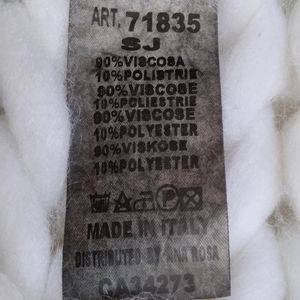 ART. 71835
SJ
90%VISCOSA
10%POLISTRIE
90%VISCOSE
10%POLIESTRIE
90%VISCOSE
10%POLYESTER
90%VISKOSE
10%POLYESTER
MADE IN ITALY
DISTRIBUTED BY ANA ROSA
CA34273